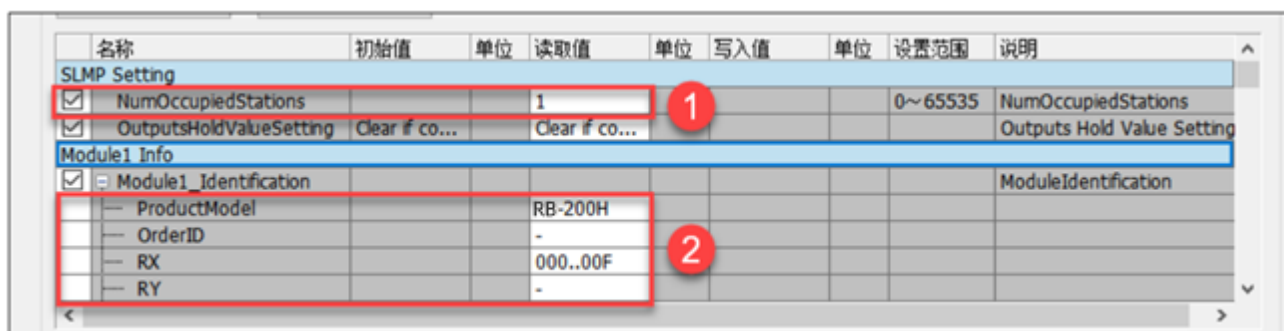 名称 初始值 单位 读取值 单位 写入值 单位 设置范围 说明
SLMP Setting
NumOccupiedStations 1 0~65535 NumOccupiedStations
1
OutputsHoldValueSetting Clear if co... Clear if co... Outputs Hold Value Setting
Module1 Info
Module1_Identification ModuleIdentification
ProductModel RB-200H
OrderID -
2
RX 000..00F
RY -